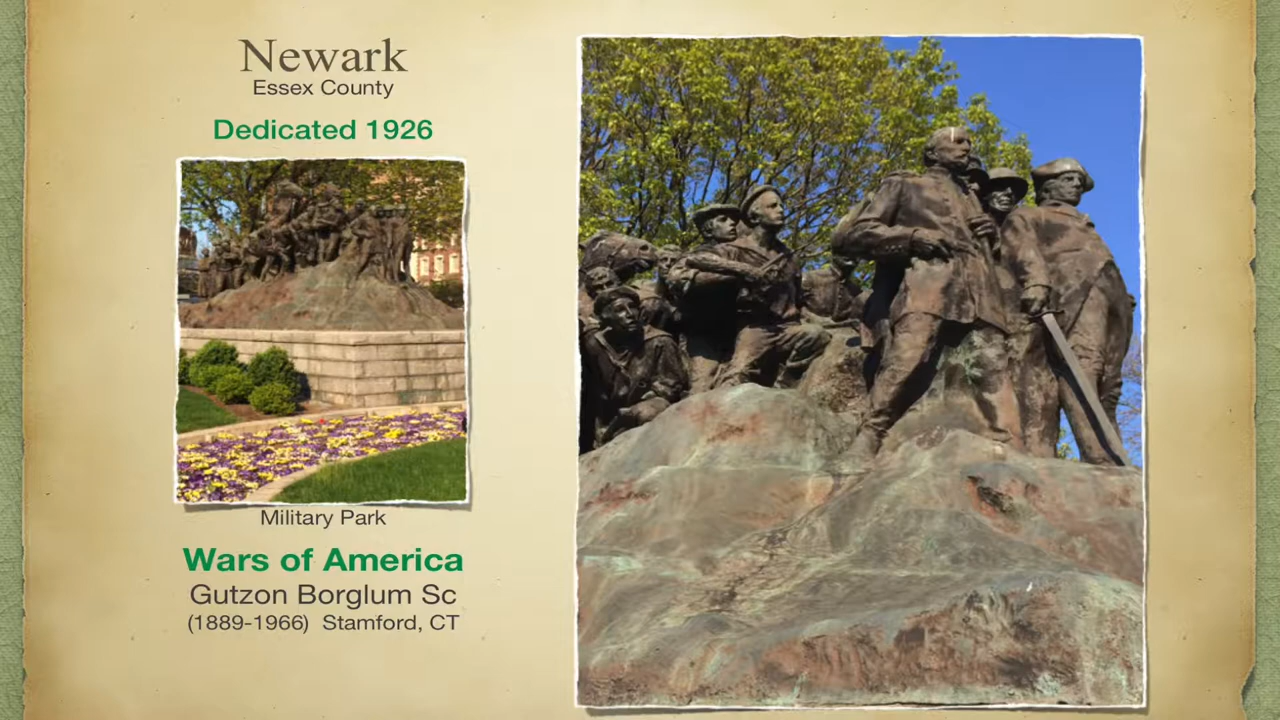 Newark
Essex County
Dedicated 1926
Military Park
Wars of America
Gutzon Borglum Sc
(1889-1966) Stamford, CT